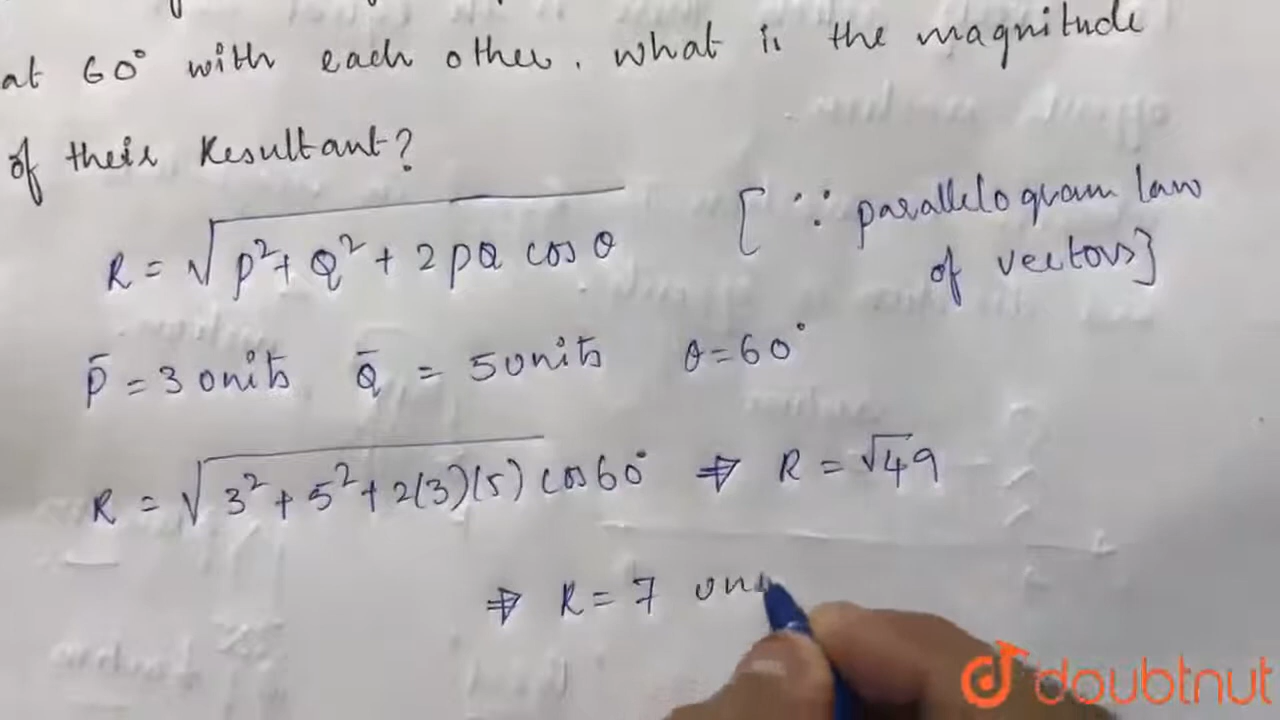 at 60° with each other. what is the magnitude
of their Resultant?
R = √(P² + Q² + 2PQ cos θ) [∵ parallelogram law
of vectors]
P̄ = 3 units Q̄ = 5 units θ = 60°
R = √(3² + 5² + 2(3)(5) cos 60°) ⇒ R = √49
⇒ R = 7
doubtnut